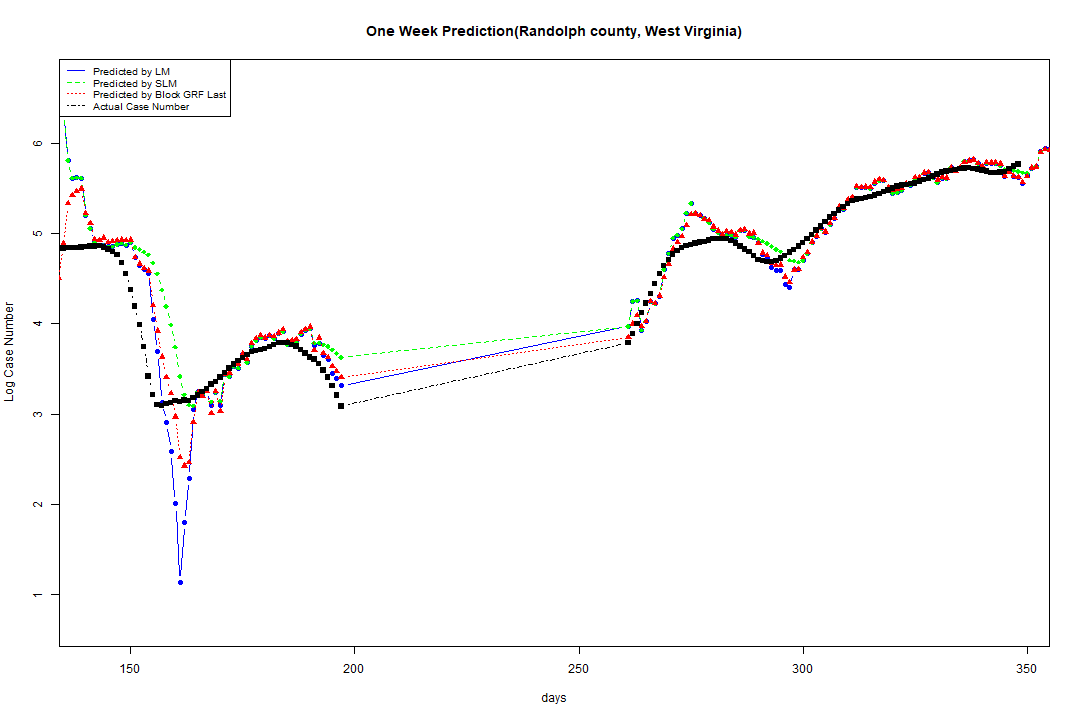 One Week Prediction(Randolph county, West Virginia)
Predicted by LM
Predicted by SLM
Predicted by Block GRF Last
Actual Case Number
6
5
4
3
2
1
Log Case Number
150 200 250 300 350
days